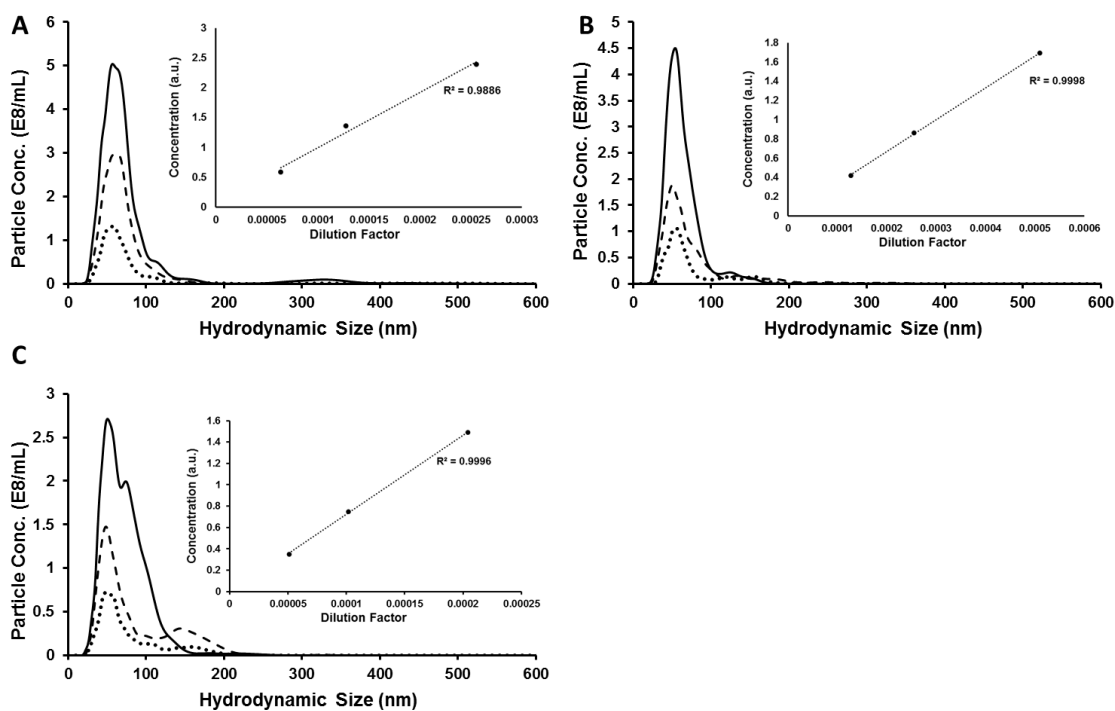 A
Particle Conc. (E8/mL)
6
5
4
3
2
1
0
0 100 200 300 400 500 600
Hydrodynamic Size (nm)
Concentration (a.u.)
3
2.5
2
1.5
1
0.5
0
R² = 0.9886
0 0.00005 0.0001 0.00015 0.0002 0.00025 0.0003
Dilution Factor
B
Particle Conc. (E8/mL)
5
4.5
4
3.5
3
2.5
2
1.5
1
0.5
0
0 100 200 300 400 500 600
Hydrodynamic Size (nm)
Concentration (a.u.)
1.8
1.6
1.4
1.2
1
0.8
0.6
0.4
0.2
0
R² = 0.9998
0 0.0001 0.0002 0.0003 0.0004 0.0005 0.0006
Dilution Factor
C
Particle Conc. (E8/mL)
3
2.5
2
1.5
1
0.5
0
0 100 200 300 400 500 600
Hydrodynamic Size (nm)
Concentration (a.u.)
1.6
1.4
1.2
1
0.8
0.6
0.4
0.2
0
R² = 0.9996
0 0.00005 0.0001 0.00015 0.0002 0.00025
Dilution Factor